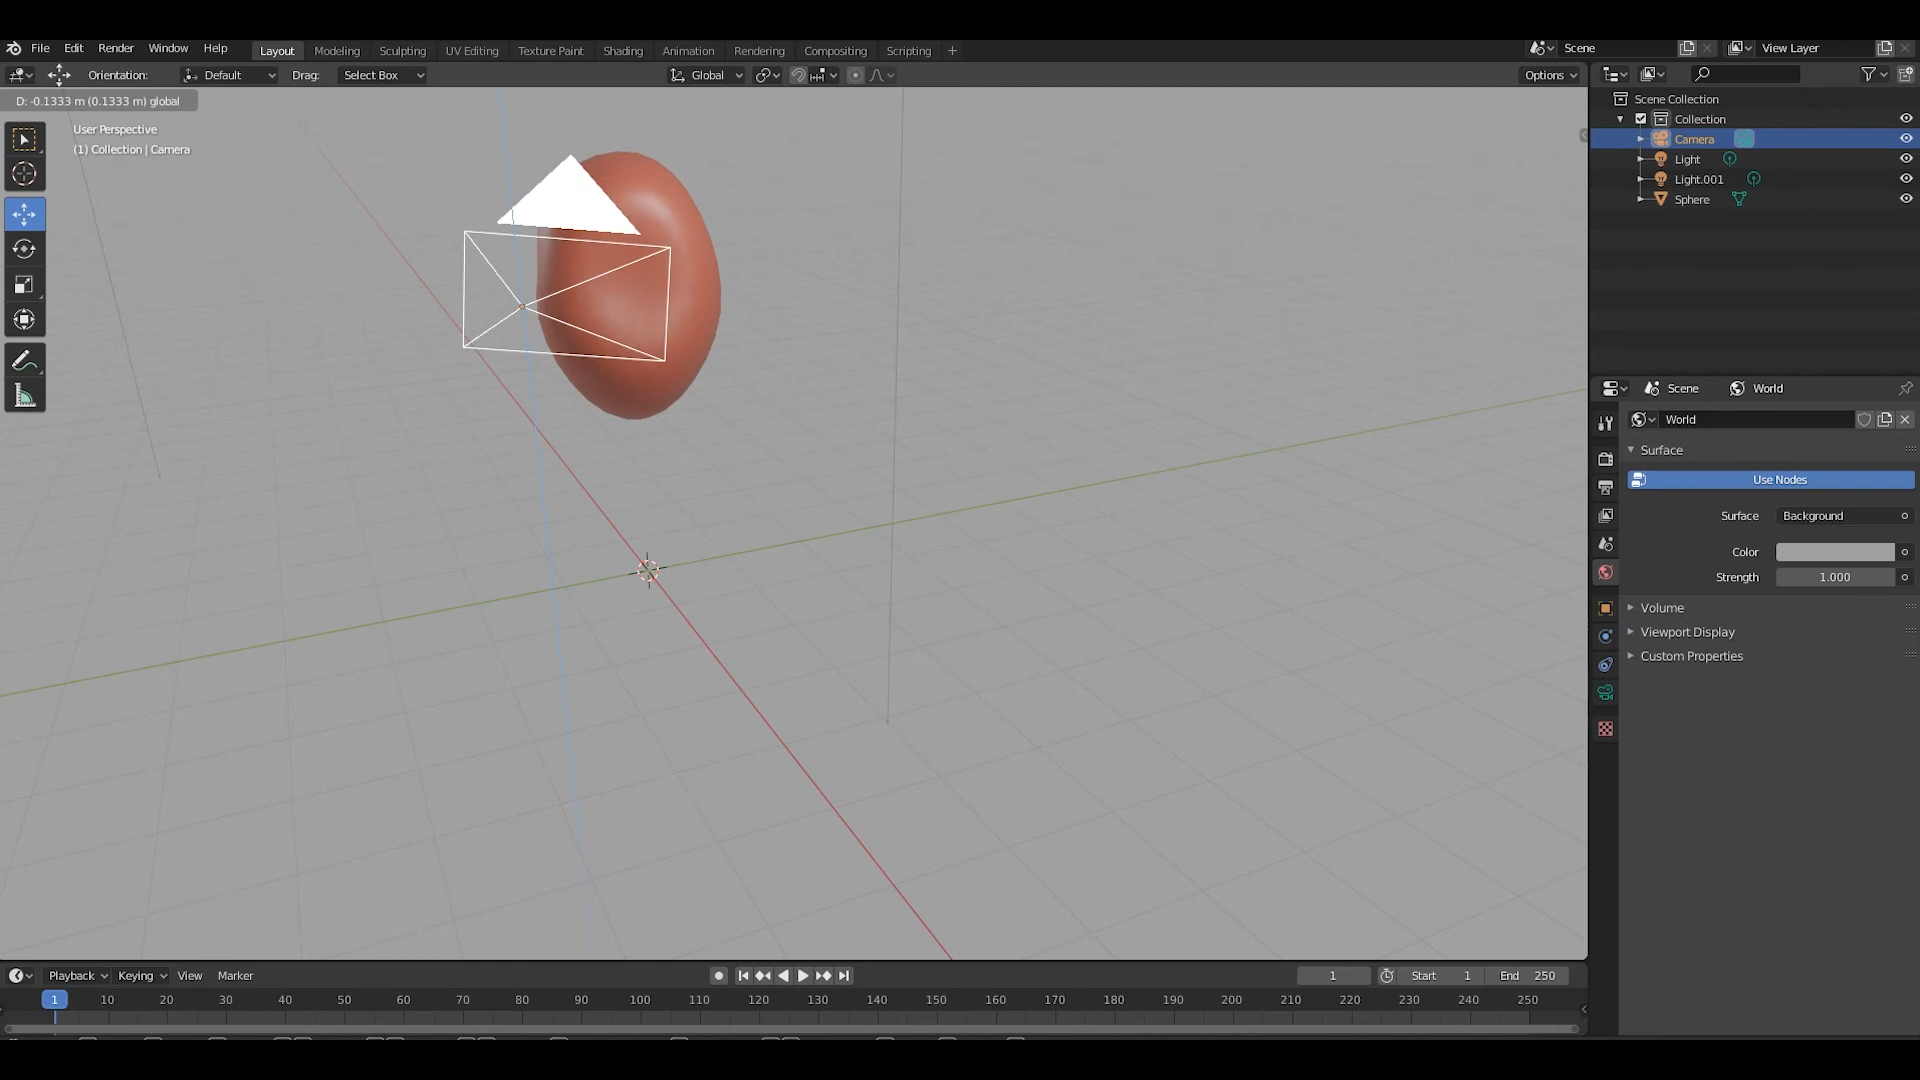 File Edit Render Window Help Layout Modeling Sculpting UV Editing Texture Paint Shading Animation Rendering Compositing Scripting + Scene View Layer
Orientation: Default Drag: Select Box Global Options
D: -0.1333 m (0.1333 m) global
User Perspective
(1) Collection | Camera
Scene Collection
Collection
Camera
Light
Light.001
Sphere
Scene World
World
Surface
Use Nodes
Surface Background
Color
Strength 1.000
Volume
Viewport Display
Custom Properties
Playback Keying View Marker 1 Start 1 End 250
1 10 20 30 40 50 60 70 80 90 100 110 120 130 140 150 160 170 180 190 200 210 220 230 240 250